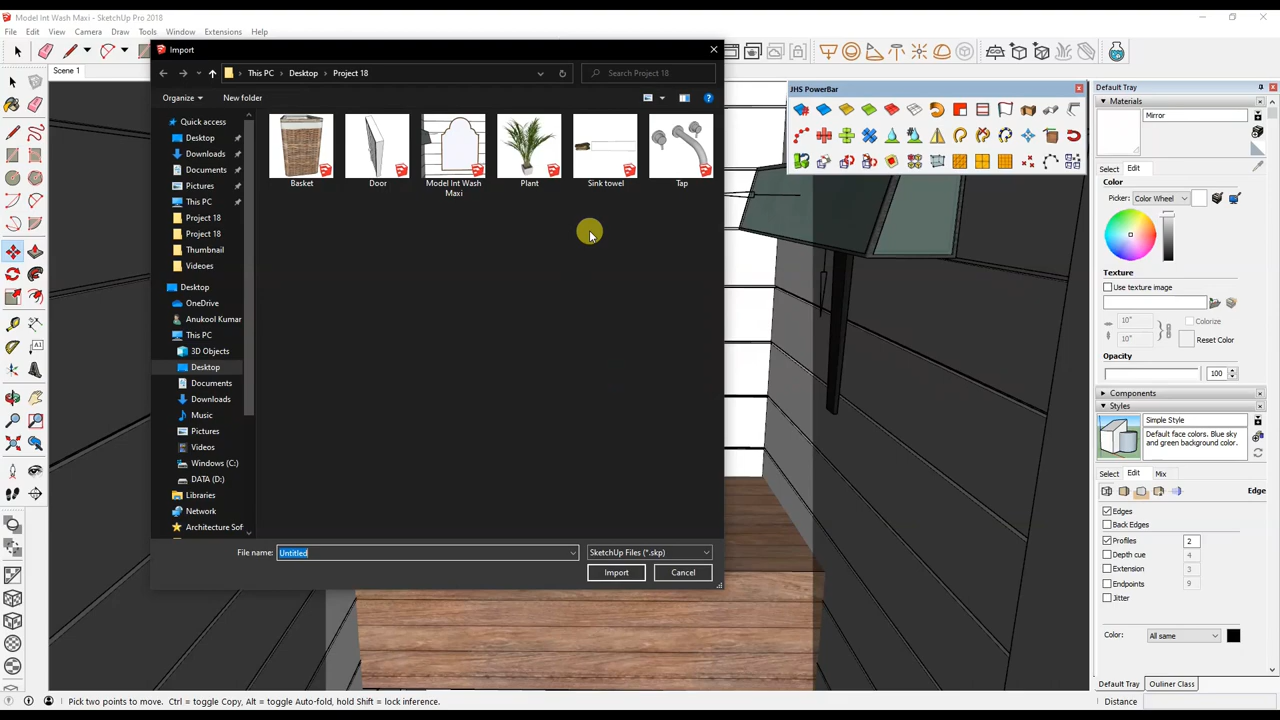 Model Int Wash Maxi - SketchUp Pro 2018
File Edit View Camera Draw Tools Window Extensions Help
Scene 1
Import
This PC Desktop Project 18
Search Project 18
Organize
New folder
Quick access
Desktop
Downloads
Documents
Pictures
This PC
Project 18
Project 18
Thumbnail
Videoes
Desktop
OneDrive
Anukool Kumar
This PC
3D Objects
Desktop
Documents
Downloads
Music
Pictures
Videos
Windows (C:)
DATA (D:)
Libraries
Network
Architecture Sof
Basket
Door
Model Int Wash
Maxi
Plant
Sink towel
Tap
File name: Untitled
SketchUp Files (*.skp)
Import
Cancel
JHS PowerBar
Default Tray
Materials
Mirror
Select Edit
Color
Picker: Color Wheel
Texture
Use texture image
10"
10"
Colorize
Reset Color
Opacity
100
Components
Styles
Simple Style
Default face colors. Blue sky
and green background color.
Select Edit Mix
Edge
Edges
Back Edges
Profiles 2
Depth cue 4
Extension 3
Endpoints 9
Jitter
Color: All same
Default Tray Outliner Class
Pick two points to move. Ctrl = toggle Copy, Alt = toggle Auto-fold, hold Shift = lock inference.
Distance